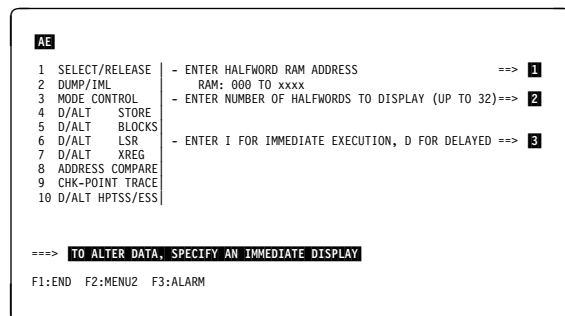 AE
1 SELECT/RELEASE | - ENTER HALFWORD RAM ADDRESS ==> 1
2 DUMP/IML | RAM: 000 TO xxxx
3 MODE CONTROL | - ENTER NUMBER OF HALFWORDS TO DISPLAY (UP TO 32)==> 2
4 D/ALT STORE |
5 D/ALT BLOCKS|
6 D/ALT LSR | - ENTER I FOR IMMEDIATE EXECUTION, D FOR DELAYED ==> 3
7 D/ALT XREG |
8 ADDRESS COMPARE|
9 CHK-POINT TRACE|
10 D/ALT HPTSS/ESS|
===> TO ALTER DATA, SPECIFY AN IMMEDIATE DISPLAY
F1:END F2:MENU2 F3:ALARM